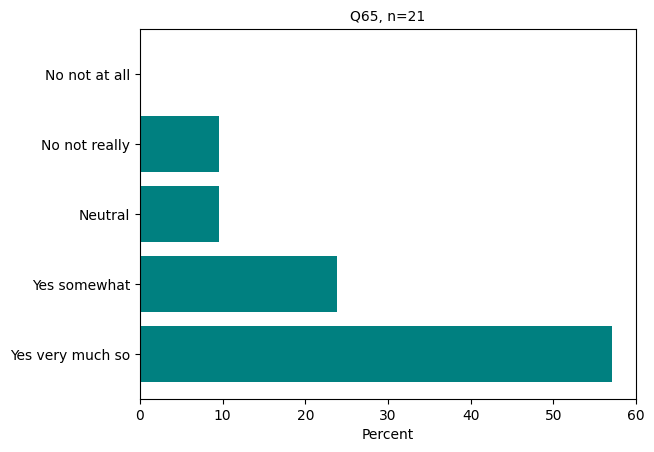 Q65, n=21
No not at all
No not really
Neutral
Yes somewhat
Yes very much so
0 10 20 30 40 50 60
Percent